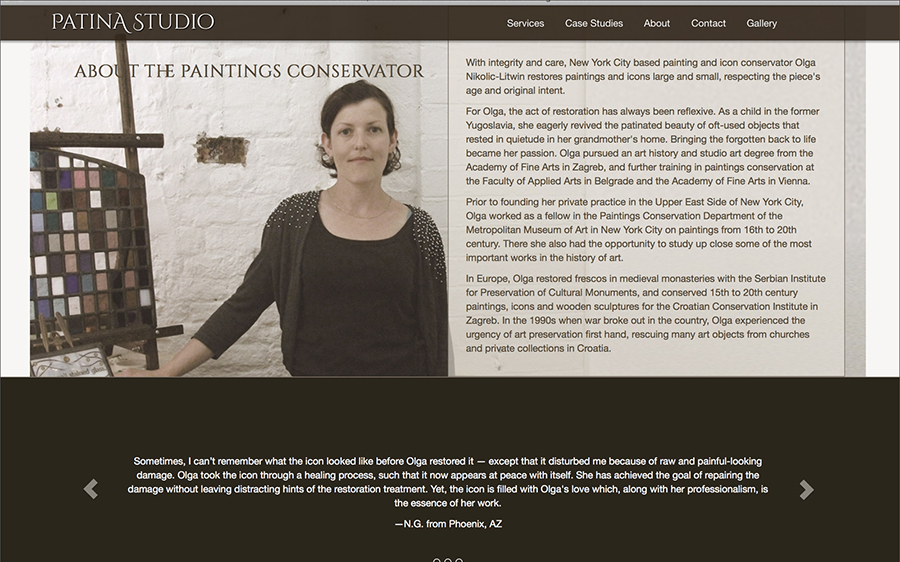 PATINA STUDIO
Services
Case Studies
About
Contact
Gallery
ABOUT THE PAINTINGS CONSERVATOR
With integrity and care, New York City based painting and icon conservator Olga
Nikolic-Litwin restores paintings and icons large and small, respecting the piece's
age and original intent.
For Olga, the act of restoration has always been reflexive. As a child in the former
Yugoslavia, she eagerly revived the patinated beauty of oft-used objects that
rested in quietude in her grandmother's home. Bringing the forgotten back to life
became her passion. Olga pursued an art history and studio art degree from the
Academy of Fine Arts in Zagreb, and further training in paintings conservation at
the Faculty of Applied Arts in Belgrade and the Academy of Fine Arts in Vienna.
Prior to founding her private practice in the Upper East Side of New York City,
Olga worked as a fellow in the Paintings Conservation Department of the
Metropolitan Museum of Art in New York City on paintings from 16th to 20th
century. There she also had the opportunity to study up close some of the most
important works in the history of art.
In Europe, Olga restored frescos in medieval monasteries with the Serbian Institute
for Preservation of Cultural Monuments, and conserved 15th to 20th century
paintings, icons and wooden sculptures for the Croatian Conservation Institute in
Zagreb. In the 1990s when war broke out in the country, Olga experienced the
urgency of art preservation first hand, rescuing many art objects from churches
and private collections in Croatia.
Sometimes, I can't remember what the icon looked like before Olga restored it — except that it disturbed me because of raw and painful-looking
damage. Olga took the icon through a healing process, such that it now appears at peace with itself. She has achieved the goal of repairing the
damage without leaving distracting hints of the restoration treatment. Yet, the icon is filled with Olga's love which, along with her professionalism, is
the essence of her work.
—N.G. from Phoenix, AZ